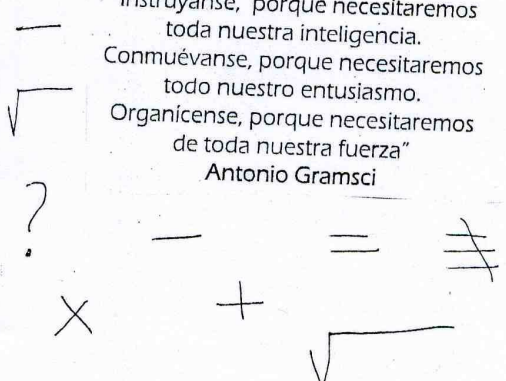 Instrúyanse, porque necesitaremos
toda nuestra inteligencia.
Conmuévanse, porque necesitaremos
todo nuestro entusiasmo.
Organícense, porque necesitaremos
de toda nuestra fuerza”
Antonio Gramsci
−
√
?
− = ≢
× +
√